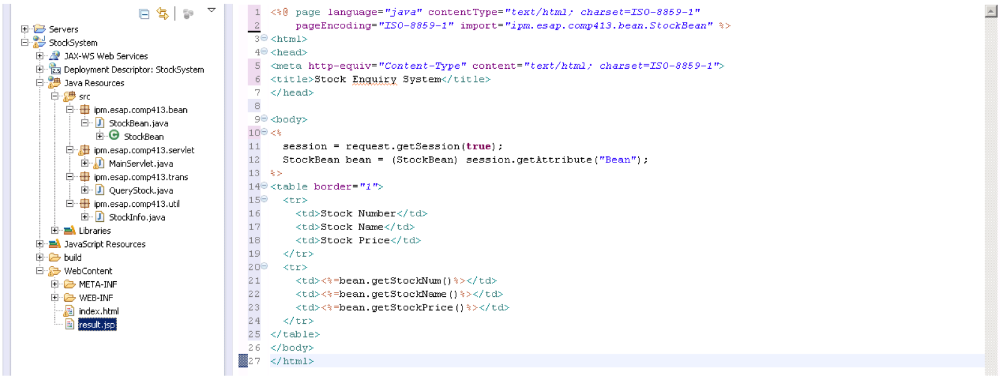 Servers
StockSystem
JAX-WS Web Services
Deployment Descriptor: StockSystem
2.5
Java Resources
src
ipm.esap.comp413.bean
StockBean.java
StockBean
ipm.esap.comp413.servlet
MainServlet.java
ipm.esap.comp413.trans
QueryStock.java
ipm.esap.comp413.util
StockInfo.java
Libraries
JavaScript Resources
build
WebContent
META-INF
WEB-INF
index.html
result.jsp
1 <%@ page language="java" contentType="text/html; charset=ISO-8859-1"
2     pageEncoding="ISO-8859-1" import="ipm.esap.comp413.bean.StockBean" %>
3 <html>
4 <head>
5 <meta http-equiv="Content-Type" content="text/html; charset=ISO-8859-1">
6 <title>Stock Enquiry System</title>
7 </head>
8
9 <body>
10 <%
11   session = request.getSession(true);
12   StockBean bean = (StockBean) session.getAttribute("Bean");
13 %>
14 <table border="1">
15   <tr>
16     <td>Stock Number</td>
17     <td>Stock Name</td>
18     <td>Stock Price</td>
19   </tr>
20   <tr>
21     <td><%=bean.getStockNum()%></td>
22     <td><%=bean.getStockName()%></td>
23     <td><%=bean.getStockPrice()%></td>
24   </tr>
25 </table>
26 </body>
27 </html>